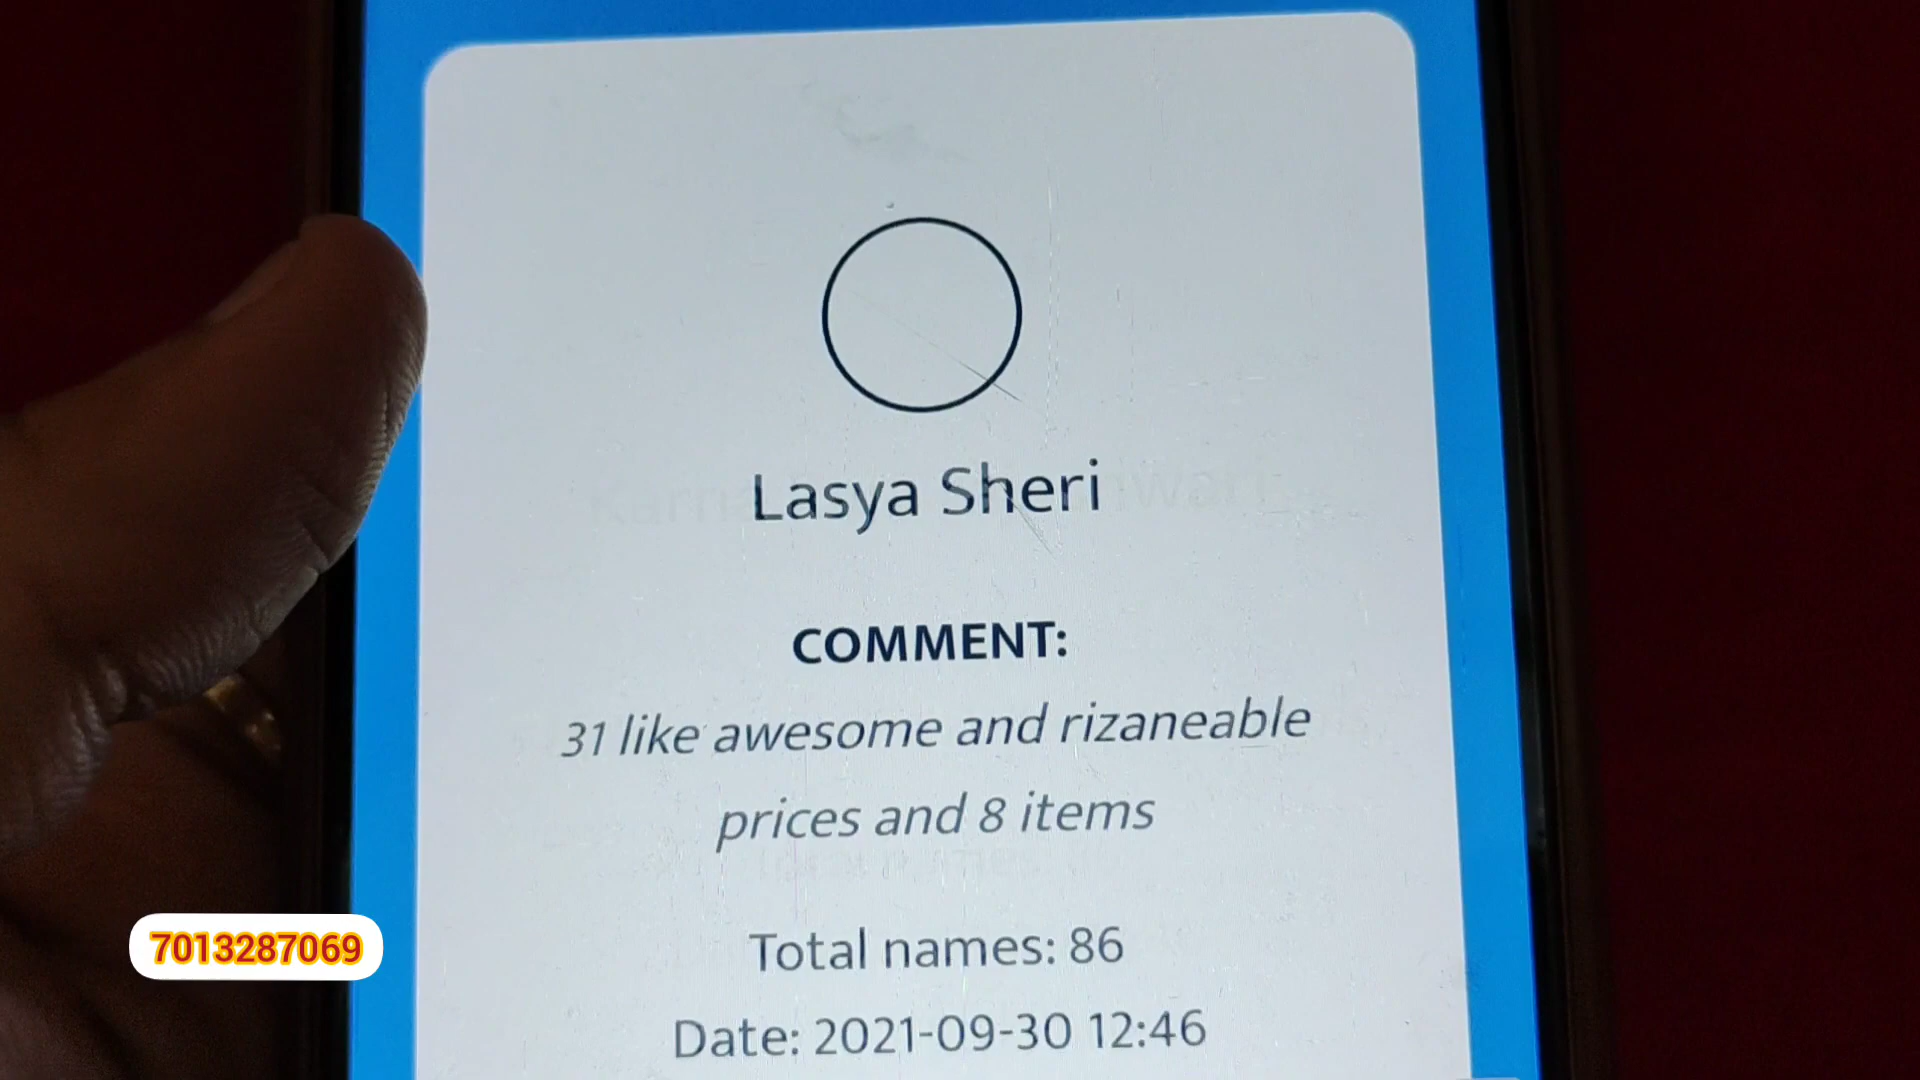 Lasya Sheri
COMMENT:
31 like awesome and rizaneable
prices and 8 items
Total names: 86
Date: 2021-09-30 12:46
7013287069